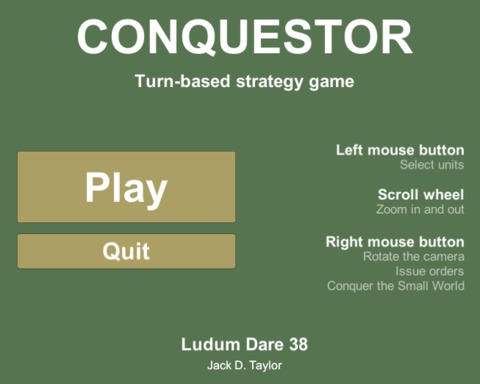 CONQUESTOR
Turn-based strategy game
Play
Quit
Left mouse button
Select units
Scroll wheel
Zoom in and out
Right mouse button
Rotate the camera
Issue orders
Conquer the Small World
Ludum Dare 38
Jack D. Taylor